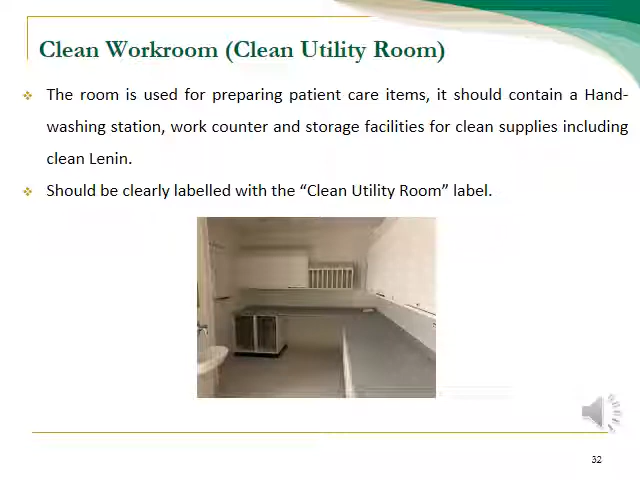 Clean Workroom (Clean Utility Room)
The room is used for preparing patient care items, it should contain a Hand-
washing station, work counter and storage facilities for clean supplies including
clean Lenin.
Should be clearly labelled with the “Clean Utility Room” label.
32